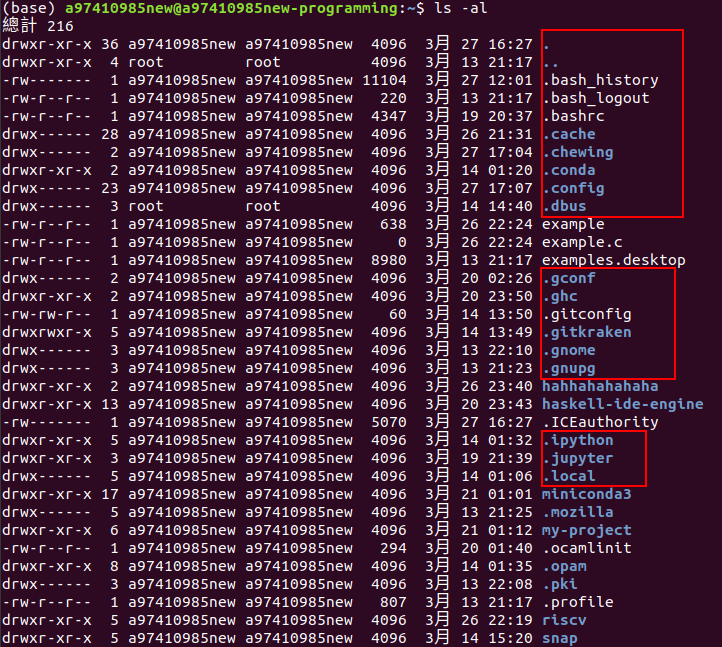 (base) a97410985new@a97410985new-programming:~$ ls -al
總計 216
drwxr-xr-x 36 a97410985new a97410985new  4096  3月  27 16:27 .
drwxr-xr-x  4 root         root          4096  3月  13 21:17 ..
-rw-------  1 a97410985new a97410985new 11104  3月  27 12:01 .bash_history
-rw-r--r--  1 a97410985new a97410985new   220  3月  13 21:17 .bash_logout
-rw-r--r--  1 a97410985new a97410985new  4347  3月  19 20:37 .bashrc
drwx------ 28 a97410985new a97410985new  4096  3月  26 21:31 .cache
drwx------  2 a97410985new a97410985new  4096  3月  27 17:04 .chewing
drwxr-xr-x  2 a97410985new a97410985new  4096  3月  14 01:20 .conda
drwx------ 23 a97410985new a97410985new  4096  3月  27 17:07 .config
drwx------  3 root         root          4096  3月  14 14:40 .dbus
-rw-r--r--  1 a97410985new a97410985new   638  3月  26 22:24 example
-rw-r--r--  1 a97410985new a97410985new     0  3月  26 22:24 example.c
-rw-r--r--  1 a97410985new a97410985new  8980  3月  13 21:17 examples.desktop
drwx------  2 a97410985new a97410985new  4096  3月  20 02:26 .gconf
drwxr-xr-x  2 a97410985new a97410985new  4096  3月  20 23:50 .ghc
-rw-rw-r--  1 a97410985new a97410985new    60  3月  14 13:50 .gitconfig
drwxrwxr-x  5 a97410985new a97410985new  4096  3月  14 13:49 .gitkraken
drwx------  3 a97410985new a97410985new  4096  3月  13 22:10 .gnome
drwx------  3 a97410985new a97410985new  4096  3月  13 21:23 .gnupg
drwxr-xr-x  2 a97410985new a97410985new  4096  3月  26 23:40 hahhahahahaha
drwxr-xr-x 13 a97410985new a97410985new  4096  3月  20 23:43 haskell-ide-engine
-rw-------  1 a97410985new a97410985new  5070  3月  27 16:27 .ICEauthority
drwxr-xr-x  5 a97410985new a97410985new  4096  3月  14 01:32 .ipython
drwxr-xr-x  3 a97410985new a97410985new  4096  3月  19 21:39 .jupyter
drwx------  5 a97410985new a97410985new  4096  3月  14 01:06 .local
drwxr-xr-x 17 a97410985new a97410985new  4096  3月  21 01:01 miniconda3
drwx------  5 a97410985new a97410985new  4096  3月  13 21:25 .mozilla
drwxr-xr-x  6 a97410985new a97410985new  4096  3月  21 01:12 my-project
-rw-r--r--  1 a97410985new a97410985new   294  3月  20 01:40 .ocamlinit
drwxr-xr-x  8 a97410985new a97410985new  4096  3月  14 01:35 .opam
drwx------  3 a97410985new a97410985new  4096  3月  13 22:08 .pki
-rw-r--r--  1 a97410985new a97410985new   807  3月  13 21:17 .profile
drwxr-xr-x  5 a97410985new a97410985new  4096  3月  26 22:19 riscv
drwxr-xr-x  5 a97410985new a97410985new  4096  3月  14 15:20 snap